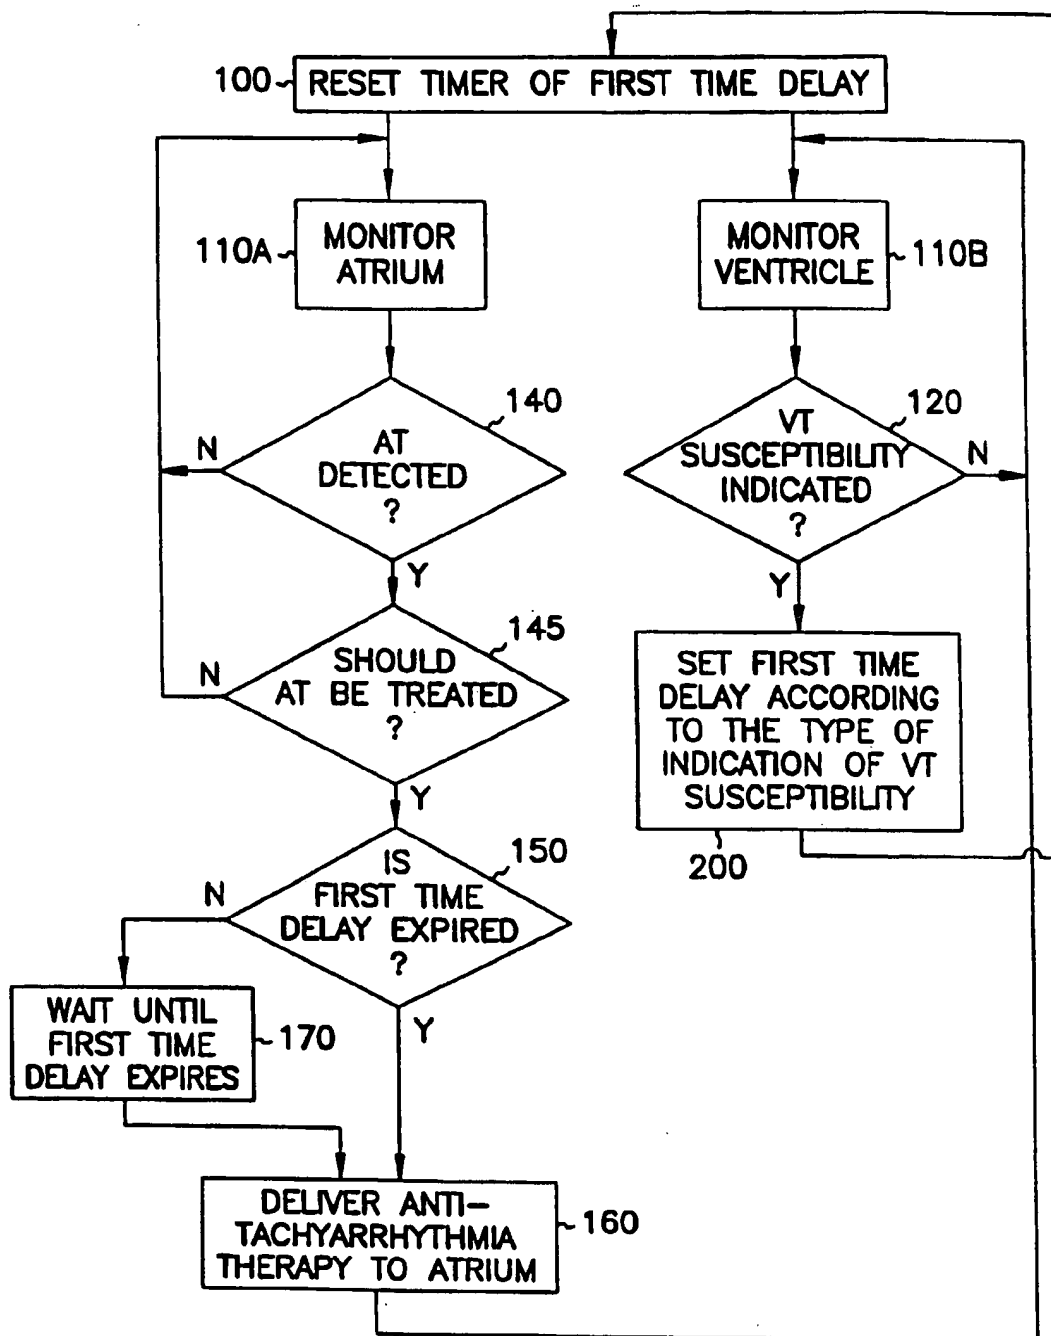 100
RESET TIMER OF FIRST TIME DELAY
110A
MONITOR
ATRIUM
MONITOR
VENTRICLE
110B
140
AT
DETECTED
?
N
Y
120
VT
SUSCEPTIBILITY
INDICATED
?
N
Y
145
SHOULD
AT BE TREATED
?
N
Y
SET FIRST TIME
DELAY ACCORDING
TO THE TYPE OF
INDICATION OF VT
SUSCEPTIBILITY
200
150
IS
FIRST TIME
DELAY EXPIRED
?
N
Y
WAIT UNTIL
FIRST TIME
DELAY EXPIRES
170
DELIVER ANTI-
TACHYARRHYTHMIA
THERAPY TO ATRIUM
160